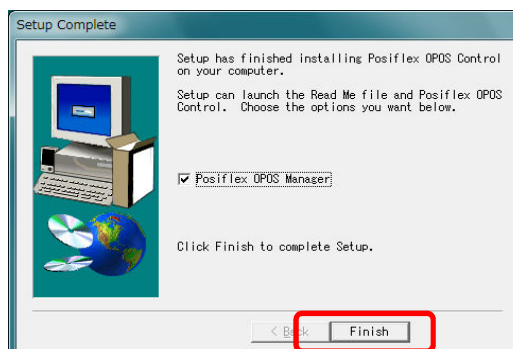 Setup Complete
Setup has finished installing Posiflex OPOS Control
on your computer.
Setup can launch the Read Me file and Posiflex OPOS
Control.  Choose the options you want below.
Posiflex OPOS Manager
Click Finish to complete Setup.
< Back
Finish